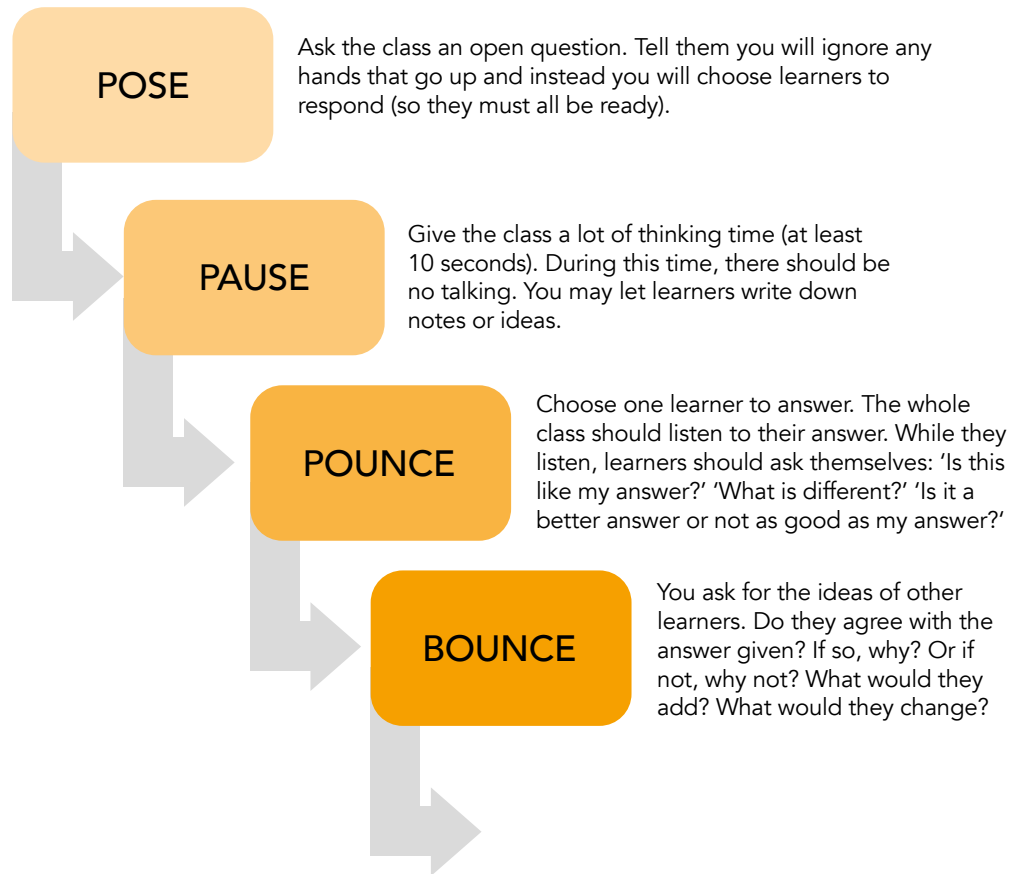 POSE
Ask the class an open question. Tell them you will ignore any
hands that go up and instead you will choose learners to
respond (so they must all be ready).
PAUSE
Give the class a lot of thinking time (at least
10 seconds). During this time, there should be
no talking. You may let learners write down
notes or ideas.
POUNCE
Choose one learner to answer. The whole
class should listen to their answer. While they
listen, learners should ask themselves: ‘Is this
like my answer?’ ‘What is different?’ ‘Is it a
better answer or not as good as my answer?‘
BOUNCE
You ask for the ideas of other
learners. Do they agree with the
answer given? If so, why? Or if
not, why not? What would they
add? What would they change?